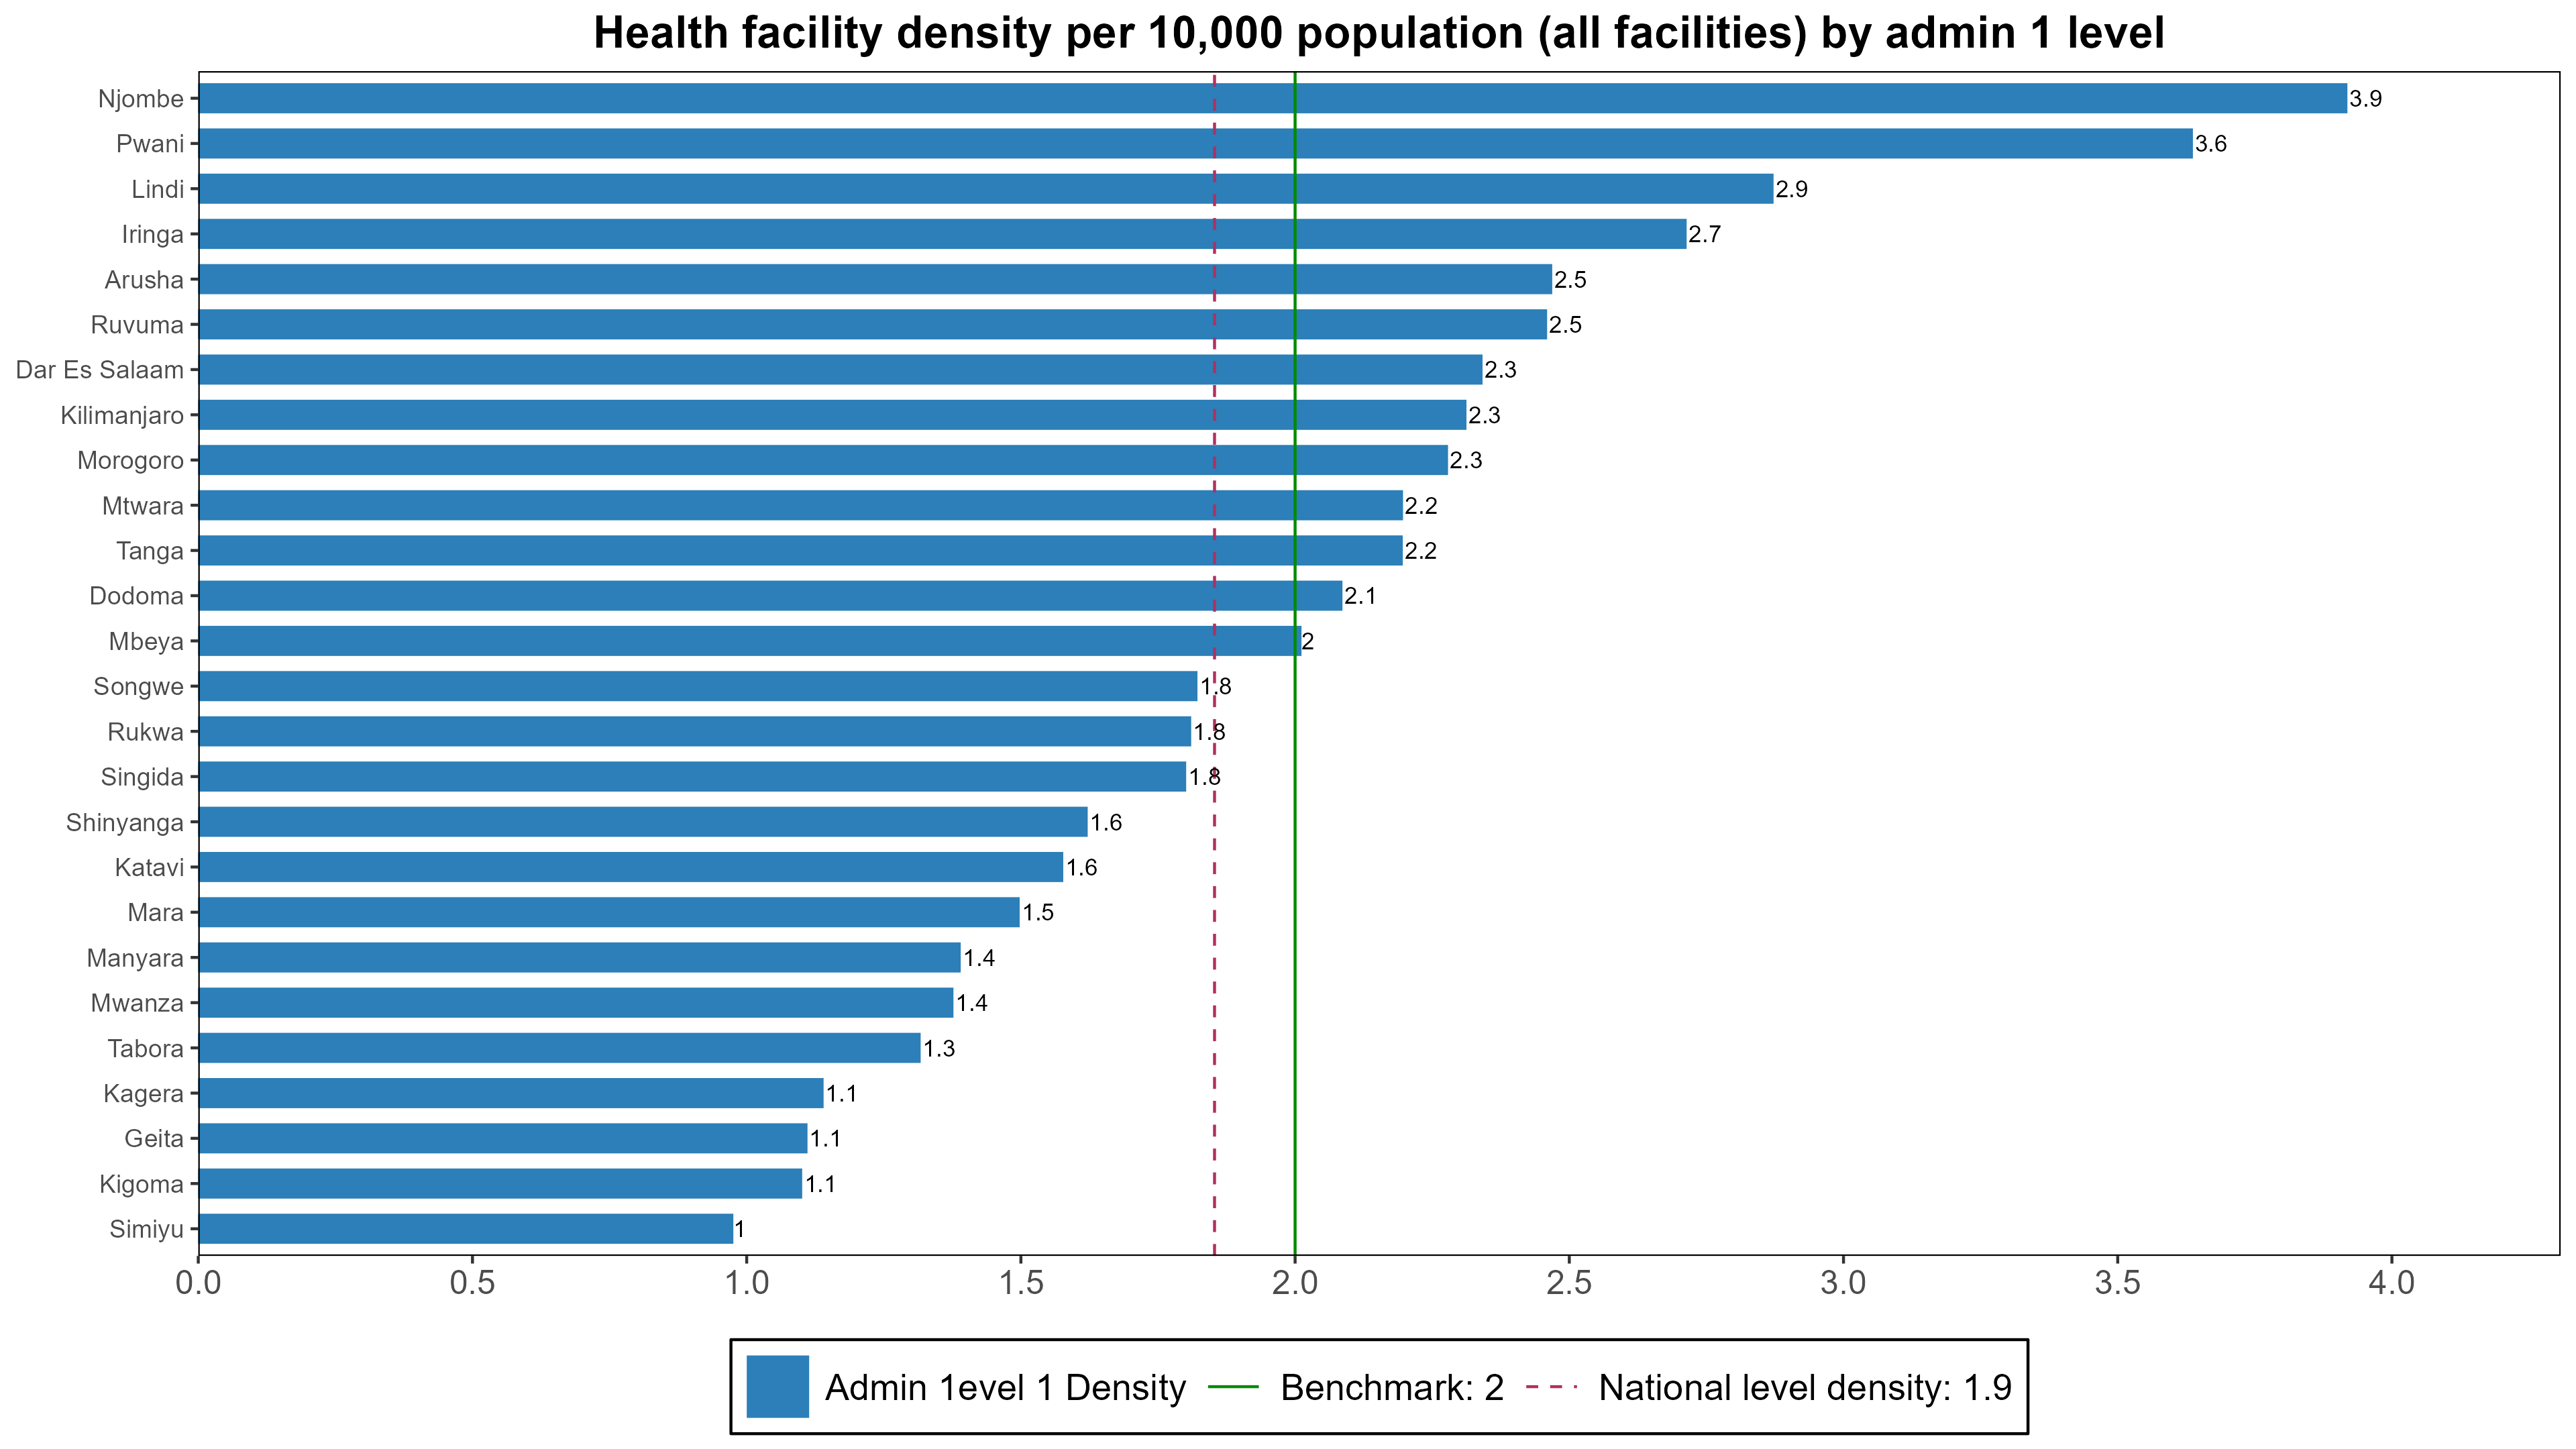 Health facility density per 10,000 population (all facilities) by admin 1 level
Njombe 3.9
Pwani 3.6
Lindi 2.9
Iringa 2.7
Arusha 2.5
Ruvuma 2.5
Dar Es Salaam 2.3
Kilimanjaro 2.3
Morogoro 2.3
Mtwara 2.2
Tanga 2.2
Dodoma 2.1
Mbeya 2
Songwe 1.8
Rukwa 1.8
Singida 1.8
Shinyanga 1.6
Katavi 1.6
Mara 1.5
Manyara 1.4
Mwanza 1.4
Tabora 1.3
Kagera 1.1
Geita 1.1
Kigoma 1.1
Simiyu 1
0.0 0.5 1.0 1.5 2.0 2.5 3.0 3.5 4.0
Admin 1evel 1 Density Benchmark: 2 National level density: 1.9